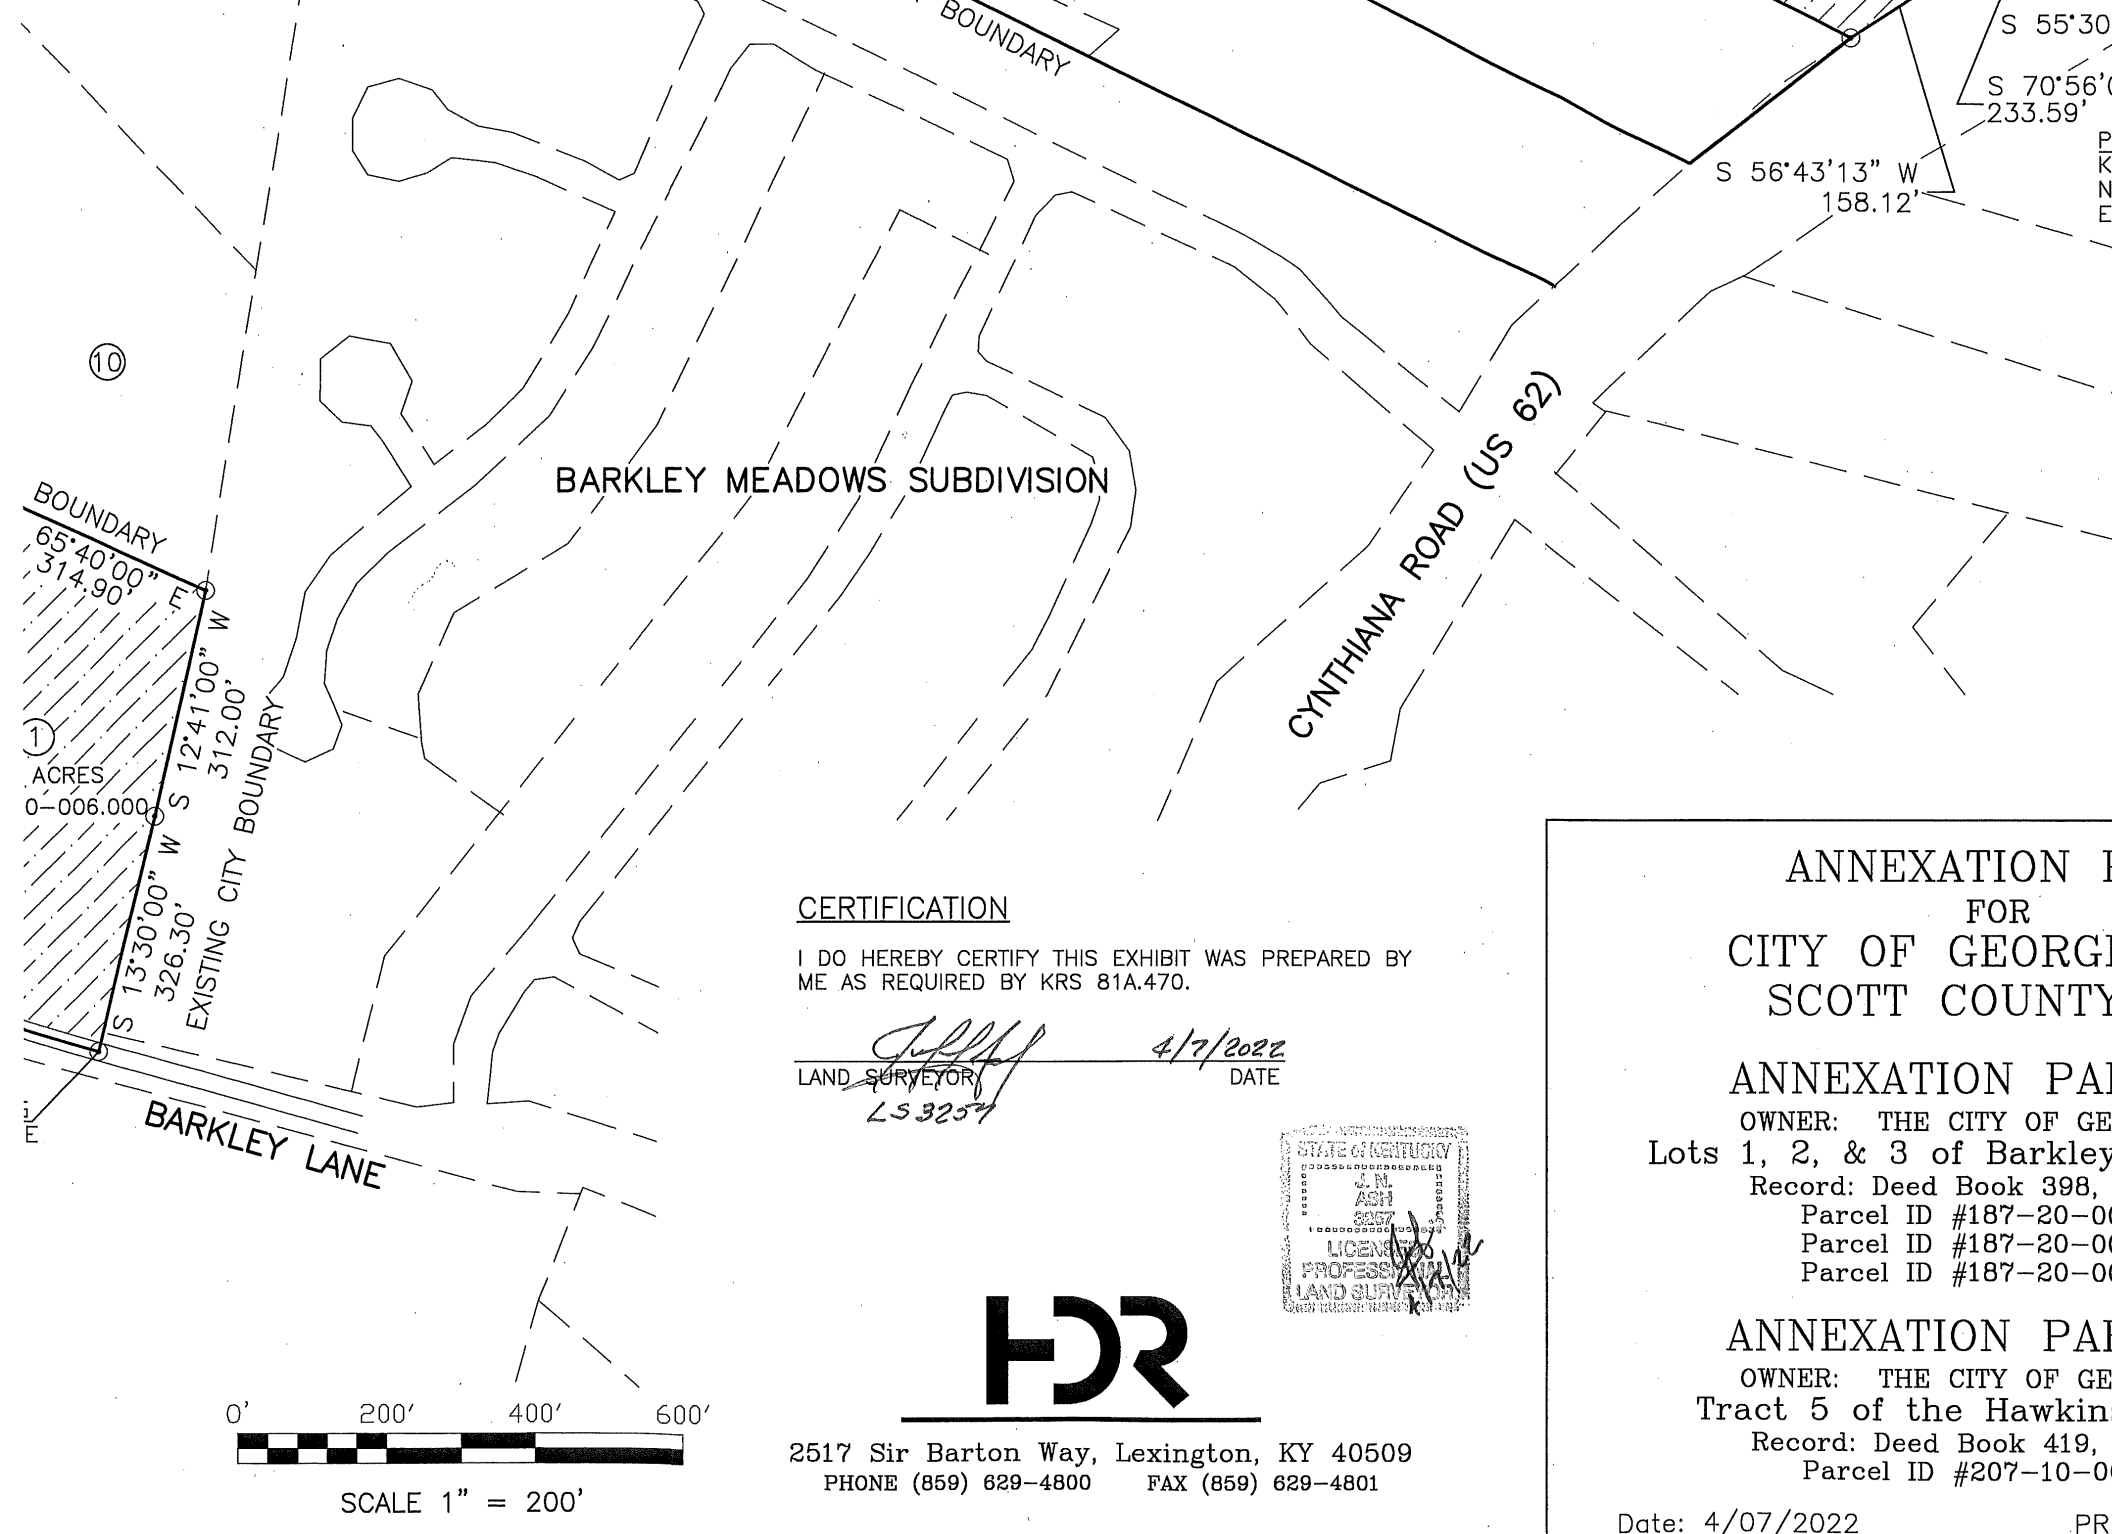 BOUNDARY
S 55°30
S 70°56'0
233.59'
P
K
N
E
S 56°43'13" W
158.12'
10
CYNTHIANA ROAD (US 62)
BARKLEY MEADOWS SUBDIVISION
BOUNDARY
65°40'00" E
314.90'
S 12°41'00" W
312.00'
1
ACRES
0-006.000
S 13°30'00" W
326.30'
EXISTING CITY BOUNDARY
E
BARKLEY LANE
CERTIFICATION
I DO HEREBY CERTIFY THIS EXHIBIT WAS PREPARED BY
ME AS REQUIRED BY KRS 81A.470.
4/7/2022
LAND SURVEYOR DATE
LS 3257
STATE of KENTUCKY
J. N.
ASH
3257
LICENSED
PROFESSIONAL
LAND SURVEYOR
HDR
2517 Sir Barton Way, Lexington, KY 40509
PHONE (859) 629-4800 FAX (859) 629-4801
0' 200' 400' 600'
SCALE 1" = 200'
ANNEXATION
FOR
CITY OF GEORG
SCOTT COUNTY
ANNEXATION PA
OWNER: THE CITY OF GE
Lots 1, 2, & 3 of Barkley
Record: Deed Book 398,
Parcel ID #187-20-00
Parcel ID #187-20-00
Parcel ID #187-20-00
ANNEXATION PA
OWNER: THE CITY OF GE
Tract 5 of the Hawkins
Record: Deed Book 419,
Parcel ID #207-10-00
Date: 4/07/2022 PR